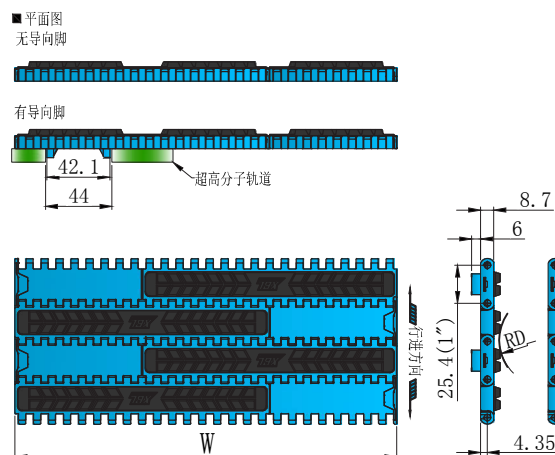 平面图
无导向脚
有导向脚
42.1
44
超高分子轨道
8.7
6
25.4(1")
RD
行进方向
W
4.35